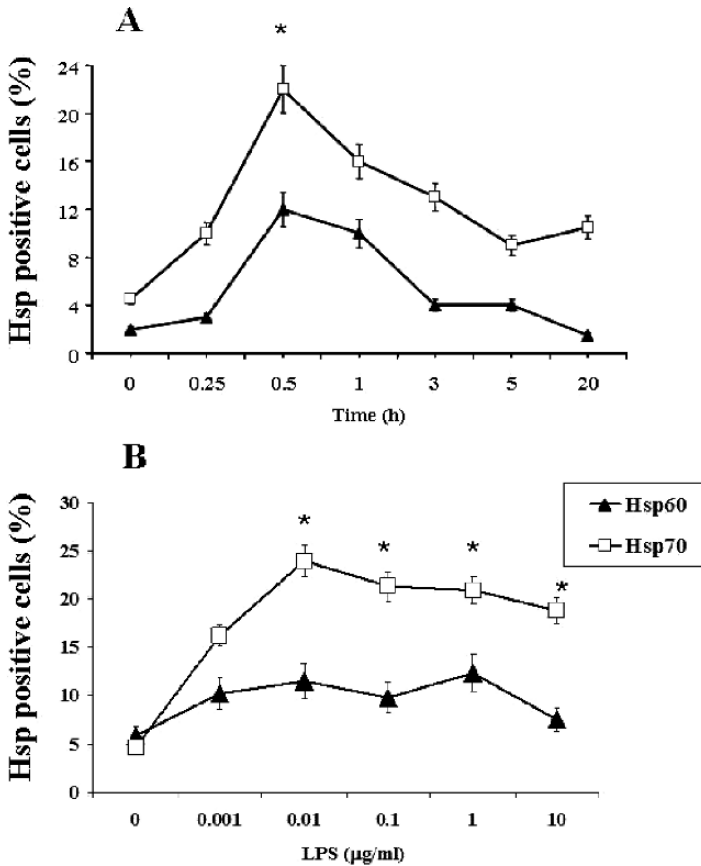 A
*
Hsp positive cells (%)
24
20
16
12
8
4
0
0 0.25 0.5 1 3 5 20
Time (h)
B
Hsp positive cells (%)
30
25
20
15
10
5
0
* * * *
Hsp60
Hsp70
0 0.001 0.01 0.1 1 10
LPS (µg/ml)